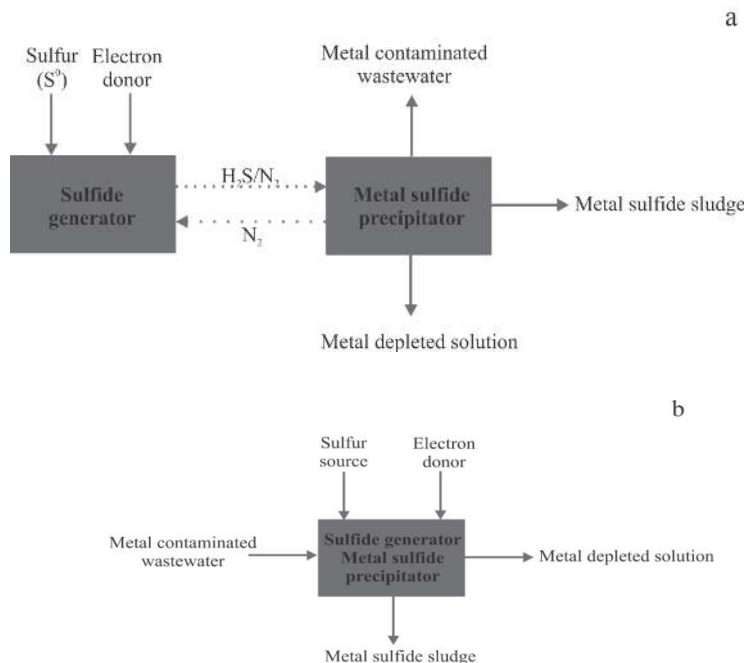 a
Sulfur
(S⁰)
Electron
donor
Metal contaminated
wastewater
Sulfide
generator
H₂S/N₂
N₂
Metal sulfide
precipitator
Metal sulfide sludge
Metal depleted solution
b
Sulfur
source
Electron
donor
Metal contaminated
wastewater
Sulfide generator
Metal sulfide
precipitator
Metal depleted solution
Metal sulfide sludge